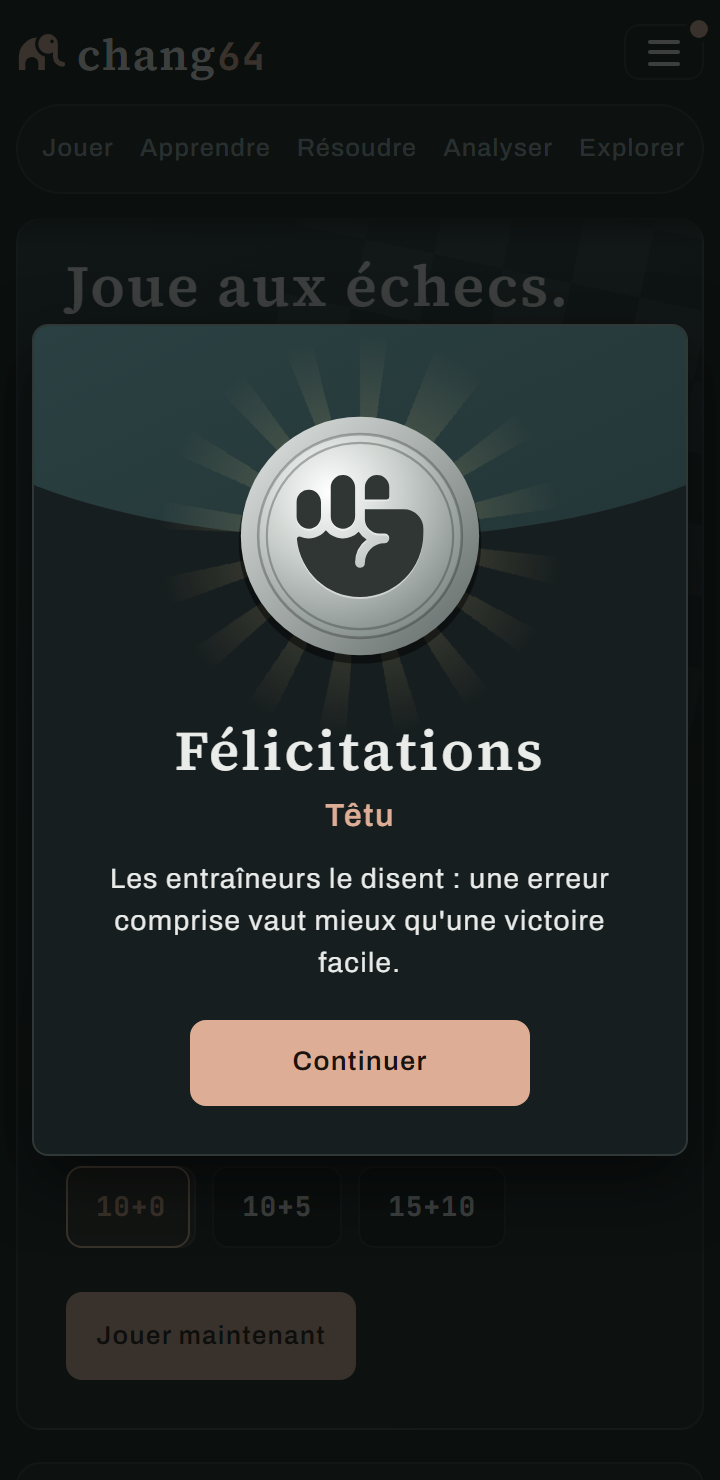 chang64
Jouer Apprendre Résoudre Analyser Explorer
Joue aux échecs.
Félicitations
Têtu
Les entraîneurs le disent : une erreur
comprise vaut mieux qu'une victoire
facile.
Continuer
10+0 10+5 15+10
Jouer maintenant